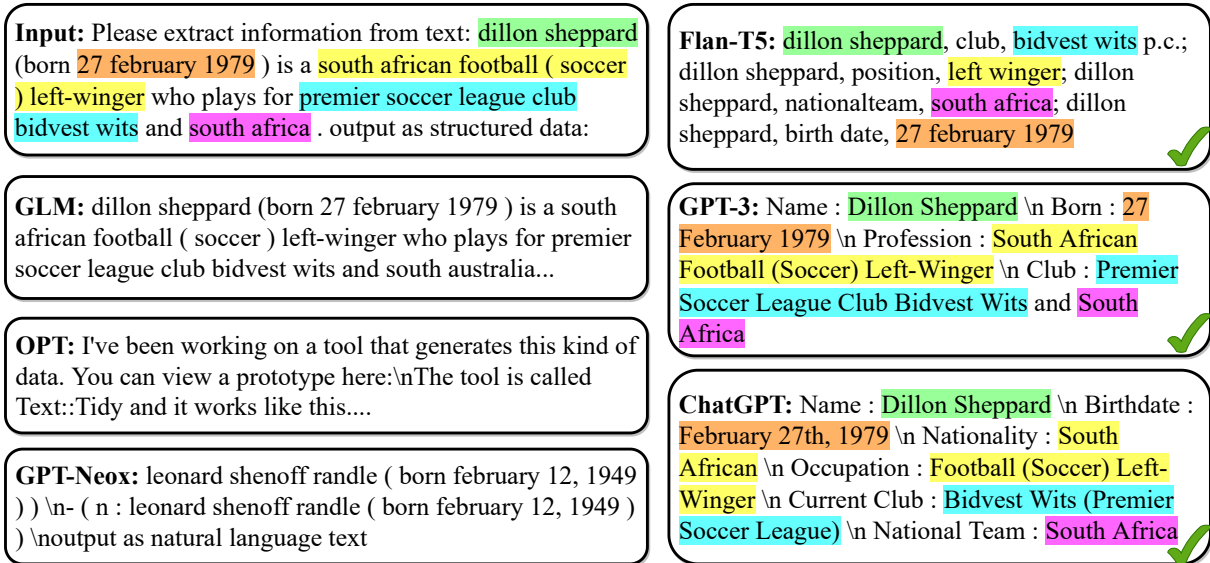 Input: Please extract information from text: dillon sheppard
(born 27 february 1979 ) is a south african football ( soccer
) left-winger who plays for premier soccer league club
bidvest wits and south africa . output as structured data:
GLM: dillon sheppard (born 27 february 1979 ) is a south
african football ( soccer ) left-winger who plays for premier
soccer league club bidvest wits and south australia...
OPT: I've been working on a tool that generates this kind of
data. You can view a prototype here:\nThe tool is called
Text::Tidy and it works like this....
GPT-Neox: leonard shenoff randle ( born february 12, 1949
) ) \n- ( n : leonard shenoff randle ( born february 12, 1949 )
) \noutput as natural language text
Flan-T5: dillon sheppard, club, bidvest wits p.c.;
dillon sheppard, position, left winger; dillon
sheppard, nationalteam, south africa; dillon
sheppard, birth date, 27 february 1979
GPT-3: Name : Dillon Sheppard \n Born : 27
February 1979 \n Profession : South African
Football (Soccer) Left-Winger \n Club : Premier
Soccer League Club Bidvest Wits and South
Africa
ChatGPT: Name : Dillon Sheppard \n Birthdate :
February 27th, 1979 \n Nationality : South
African \n Occupation : Football (Soccer) Left-
Winger \n Current Club : Bidvest Wits (Premier
Soccer League) \n National Team : South Africa